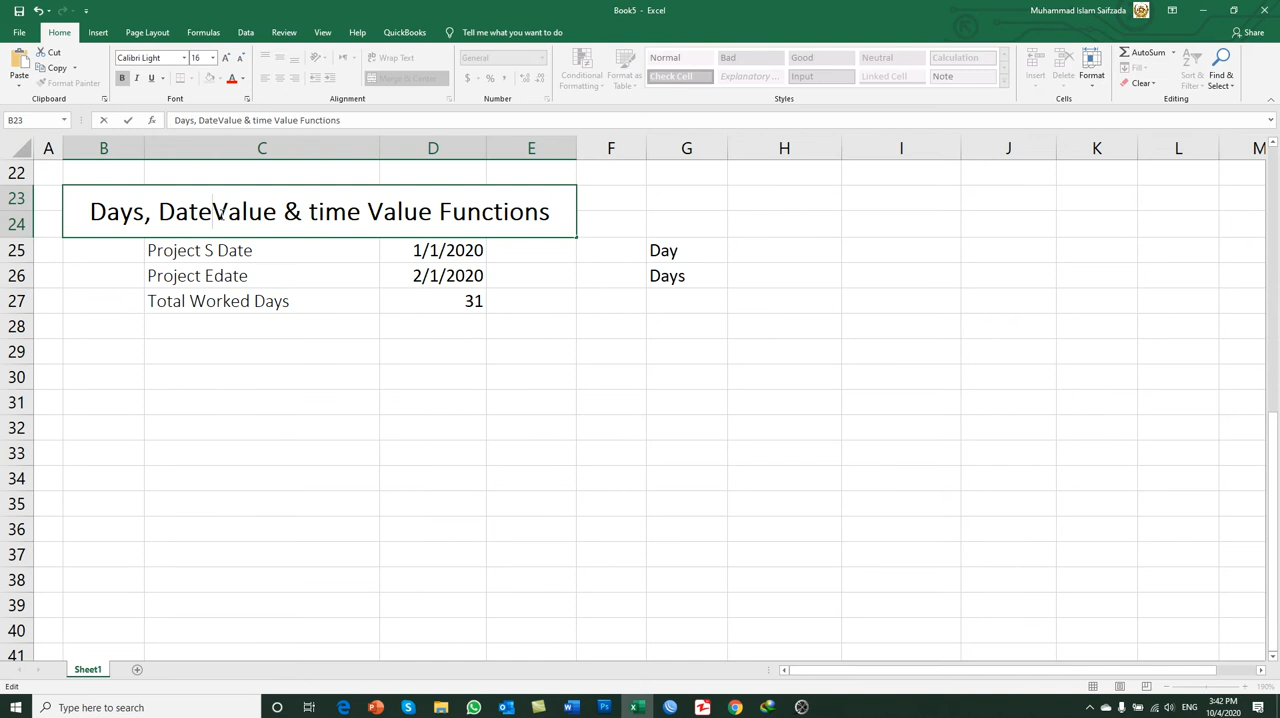 Book5 - Excel
Muhammad Islam Saifzada
File Home Insert Page Layout Formulas Data Review View Help QuickBooks Tell me what you want to do Share
Paste Cut Copy Format Painter Clipboard
Calibri Light 16 B I U Font
Wrap Text Merge & Center Alignment
General $ % , Number
Conditional Formatting Format as Table
Normal Bad Good Neutral Calculation
Check Cell Explanatory ... Input Linked Cell Note
Styles
Insert Delete Format Cells
AutoSum Fill Clear Sort & Filter Find & Select Editing
B23 fx Days, DateValue & time Value Functions
A B C D E F G H I J K L M
22
23
Days, DateValue & time Value Functions
24
25 Project S Date 1/1/2020 Day
26 Project Edate 2/1/2020 Days
27 Total Worked Days 31
28
29
30
31
32
33
34
35
36
37
38
39
40
41
Sheet1
Edit 190%
Type here to search
ENG 3:42 PM
10/4/2020